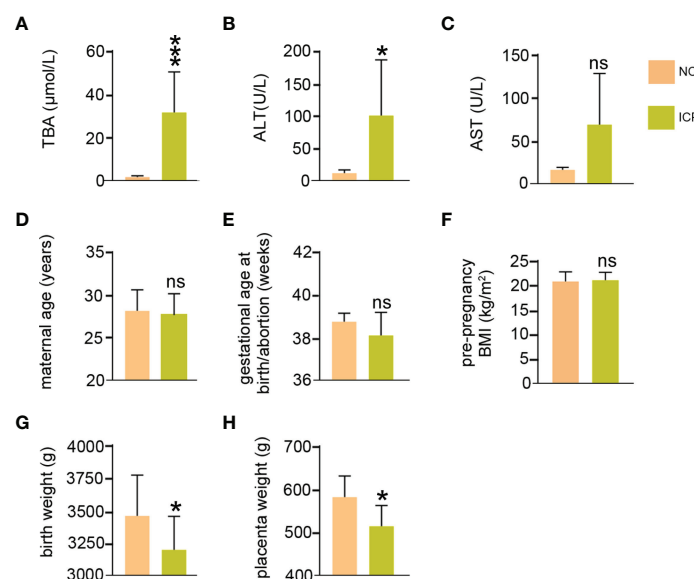 A
B
C
TBA (μmol/L)
60
40
20
0
***
ALT(U/L)
200
150
100
50
0
*
AST (U/L)
150
100
50
0
ns
NC
ICP
D
E
F
maternal age (years)
35
30
25
20
ns
gestational age at
birth/abortion (weeks)
42
40
38
36
ns
pre-pregnancy
BMI (kg/m²)
25
20
15
10
5
0
ns
G
H
birth weight (g)
4000
3750
3500
3250
3000
*
placenta weight (g)
700
600
500
400
*